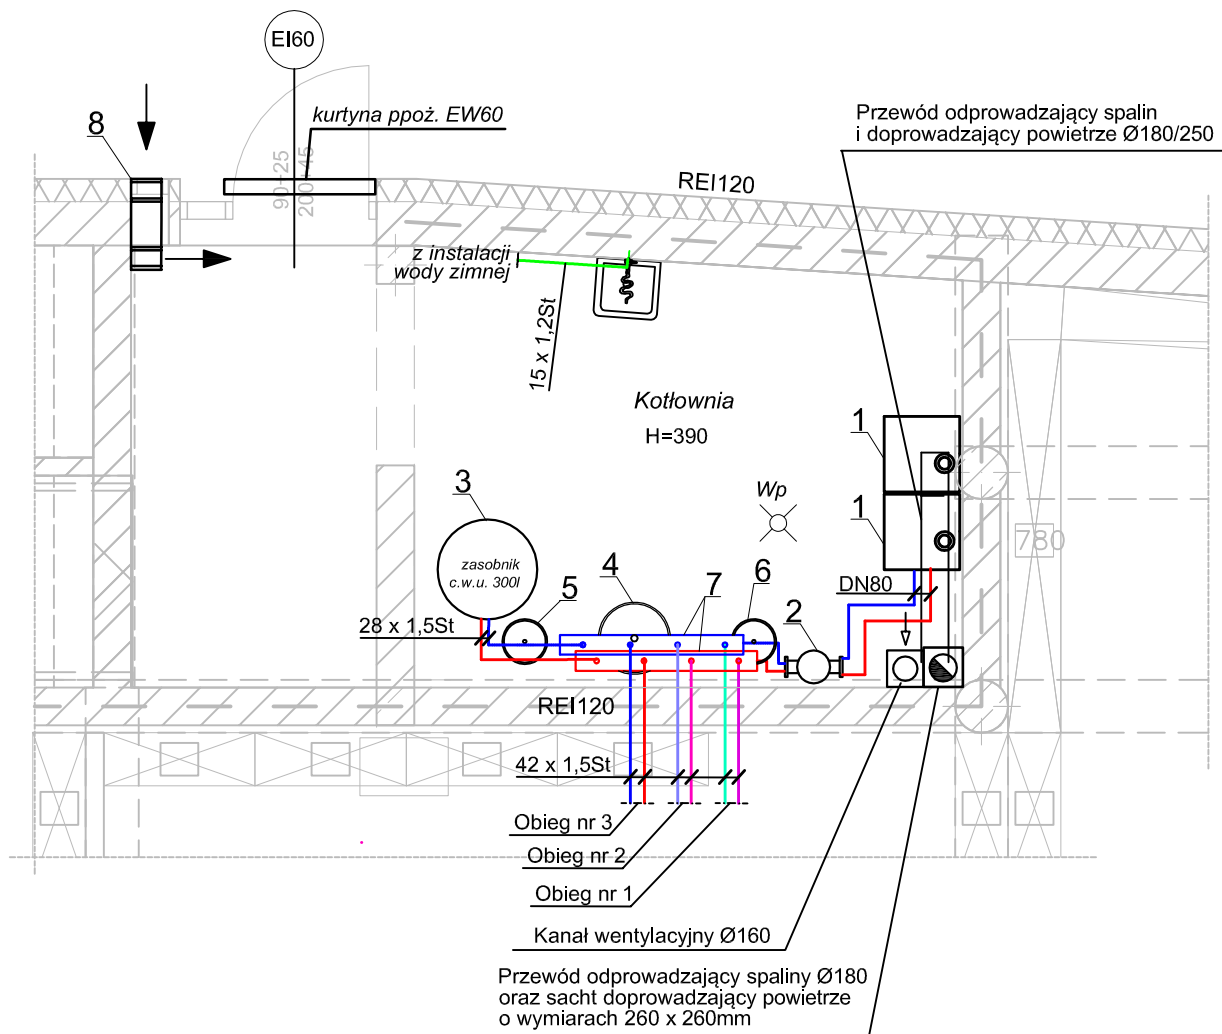 EI60
kurtyna ppoż. EW60
8
90+25
200+45
Przewód odprowadzający spalin
i doprowadzający powietrze Ø180/250
REI120
z instalacji
wody zimnej
15 x 1,2St
Kotłownia
H=390
1
1
Wp
780
3
zasobnik
c.w.u. 300l
5
4
7
6
2
DN80
28 x 1,5St
REI120
42 x 1,5St
Obieg nr 3
Obieg nr 2
Obieg nr 1
Kanał wentylacyjny Ø160
Przewód odprowadzający spaliny Ø180
oraz sacht doprowadzający powietrze
o wymiarach 260 x 260mm